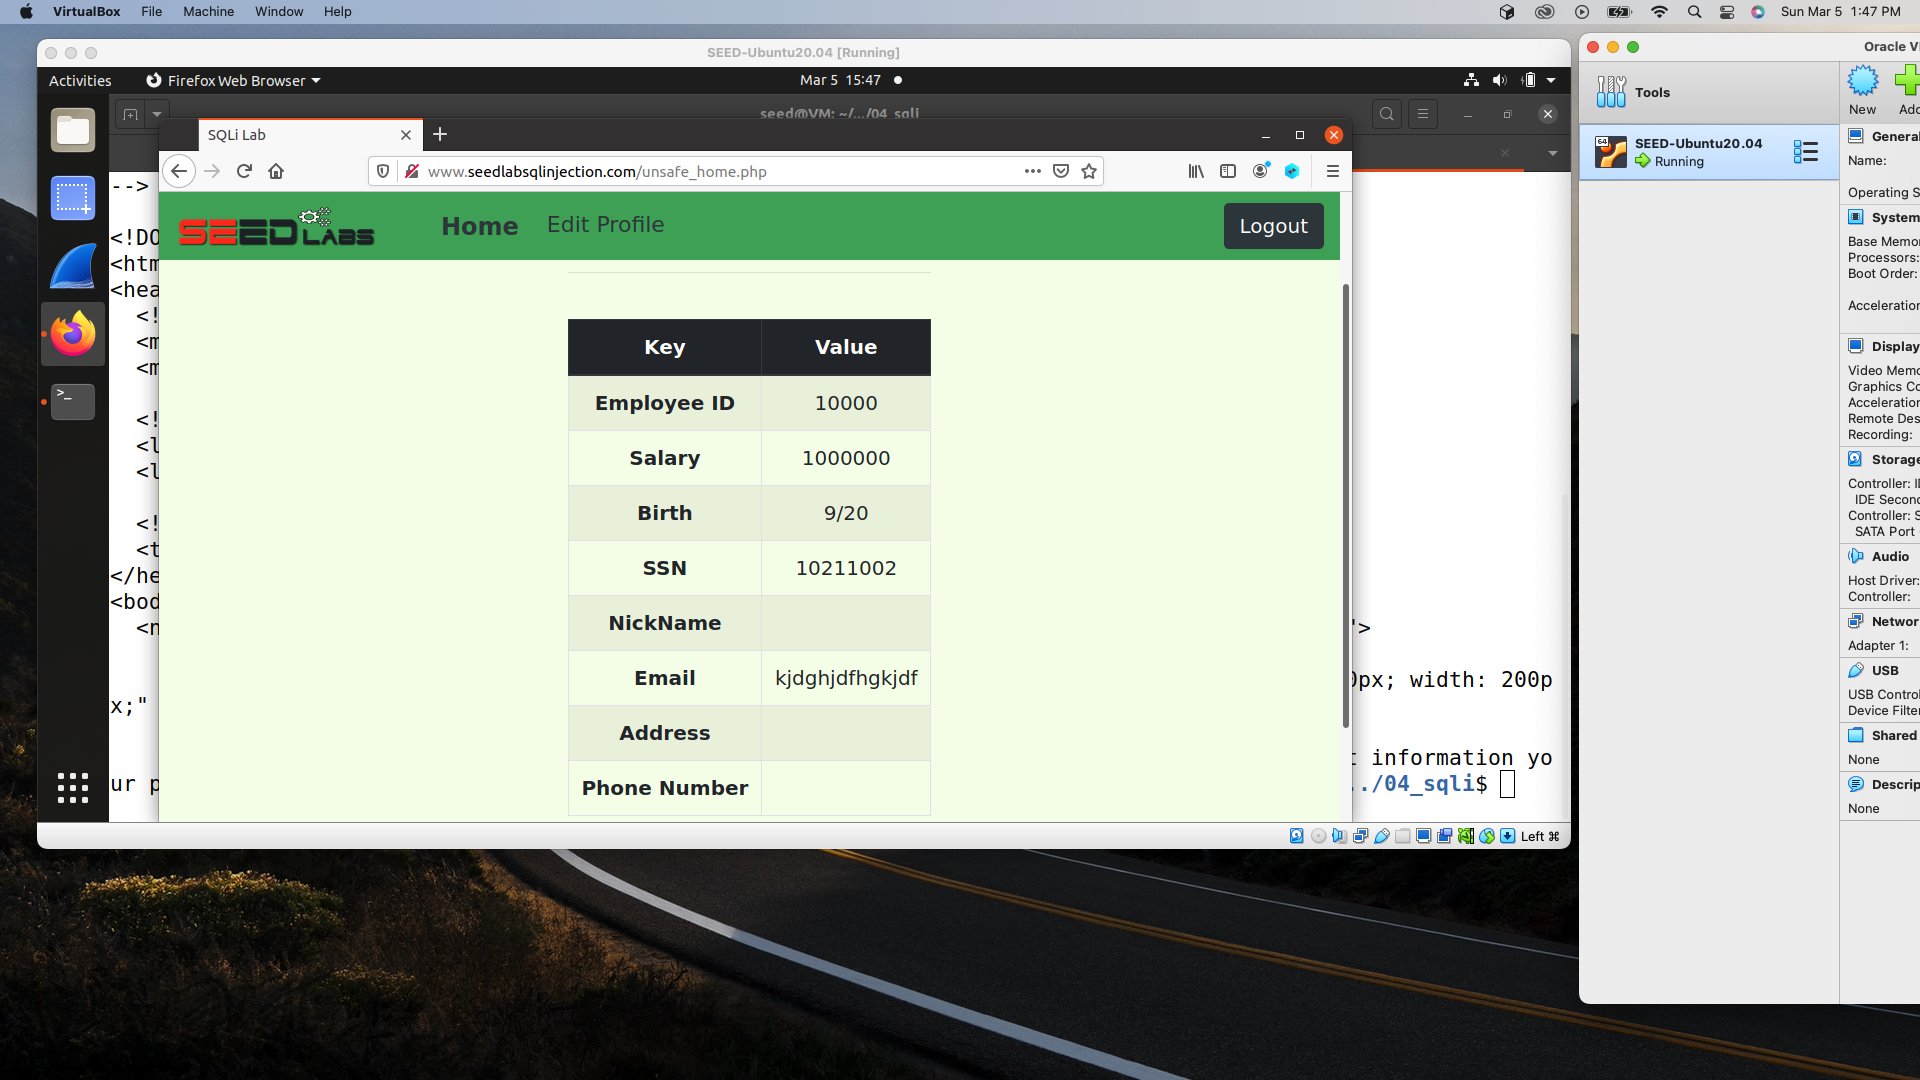 VirtualBox File Machine Window Help Sun Mar 5 1:47 PM
SEED-Ubuntu20.04 [Running]
Activities Firefox Web Browser Mar 5 15:47
seed@VM: ~/.../04_sqli
SQLi Lab
www.seedlabsqlinjection.com/unsafe_home.php
SEED LABS Home Edit Profile Logout
Key Value
Employee ID 10000
Salary 1000000
Birth 9/20
SSN 10211002
NickName
Email kjdghjdfhgkjdf
Address
Phone Number
-->
<!DO
<htm
<hea
<!
<m
<m
<!
<l
<l
<!
<t
</he
<bod
<n
">
0px; width: 200p
x;"
t information yo
ur p
../04_sqli$
Left ⌘
Oracle V
Tools
New Add
64
SEED-Ubuntu20.04
Running
General
Name:
Operating S
System
Base Memo
Processors:
Boot Order:
Acceleration
Display
Video Memo
Graphics Co
Acceleration
Remote Des
Recording:
Storage
Controller: I
IDE Second
Controller: S
SATA Port
Audio
Host Driver:
Controller:
Networ
Adapter 1:
USB
USB Control
Device Filter
Shared
None
Descrip
None